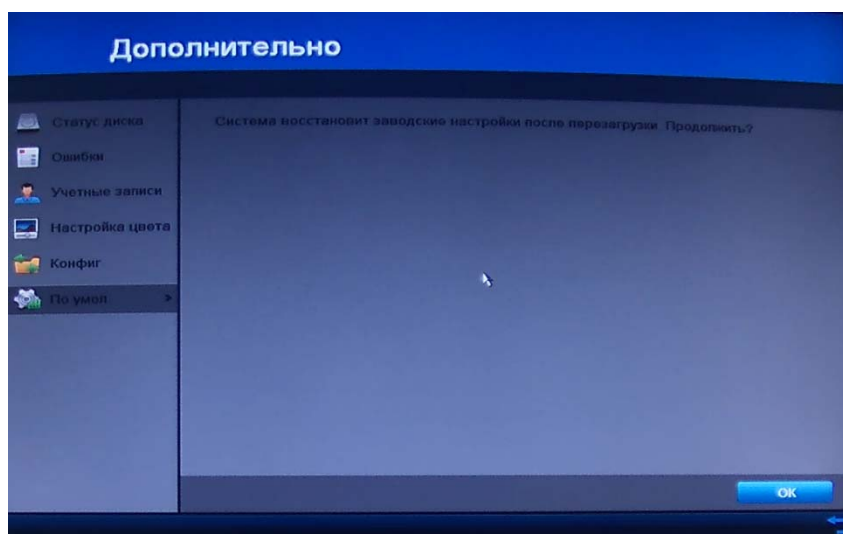 Дополнительно
Статус диска
Система восстановит заводские настройки после перезагрузки. Продолжить?
Ошибки
Учетные записи
Настройка цвета
Конфиг
По умол
OK